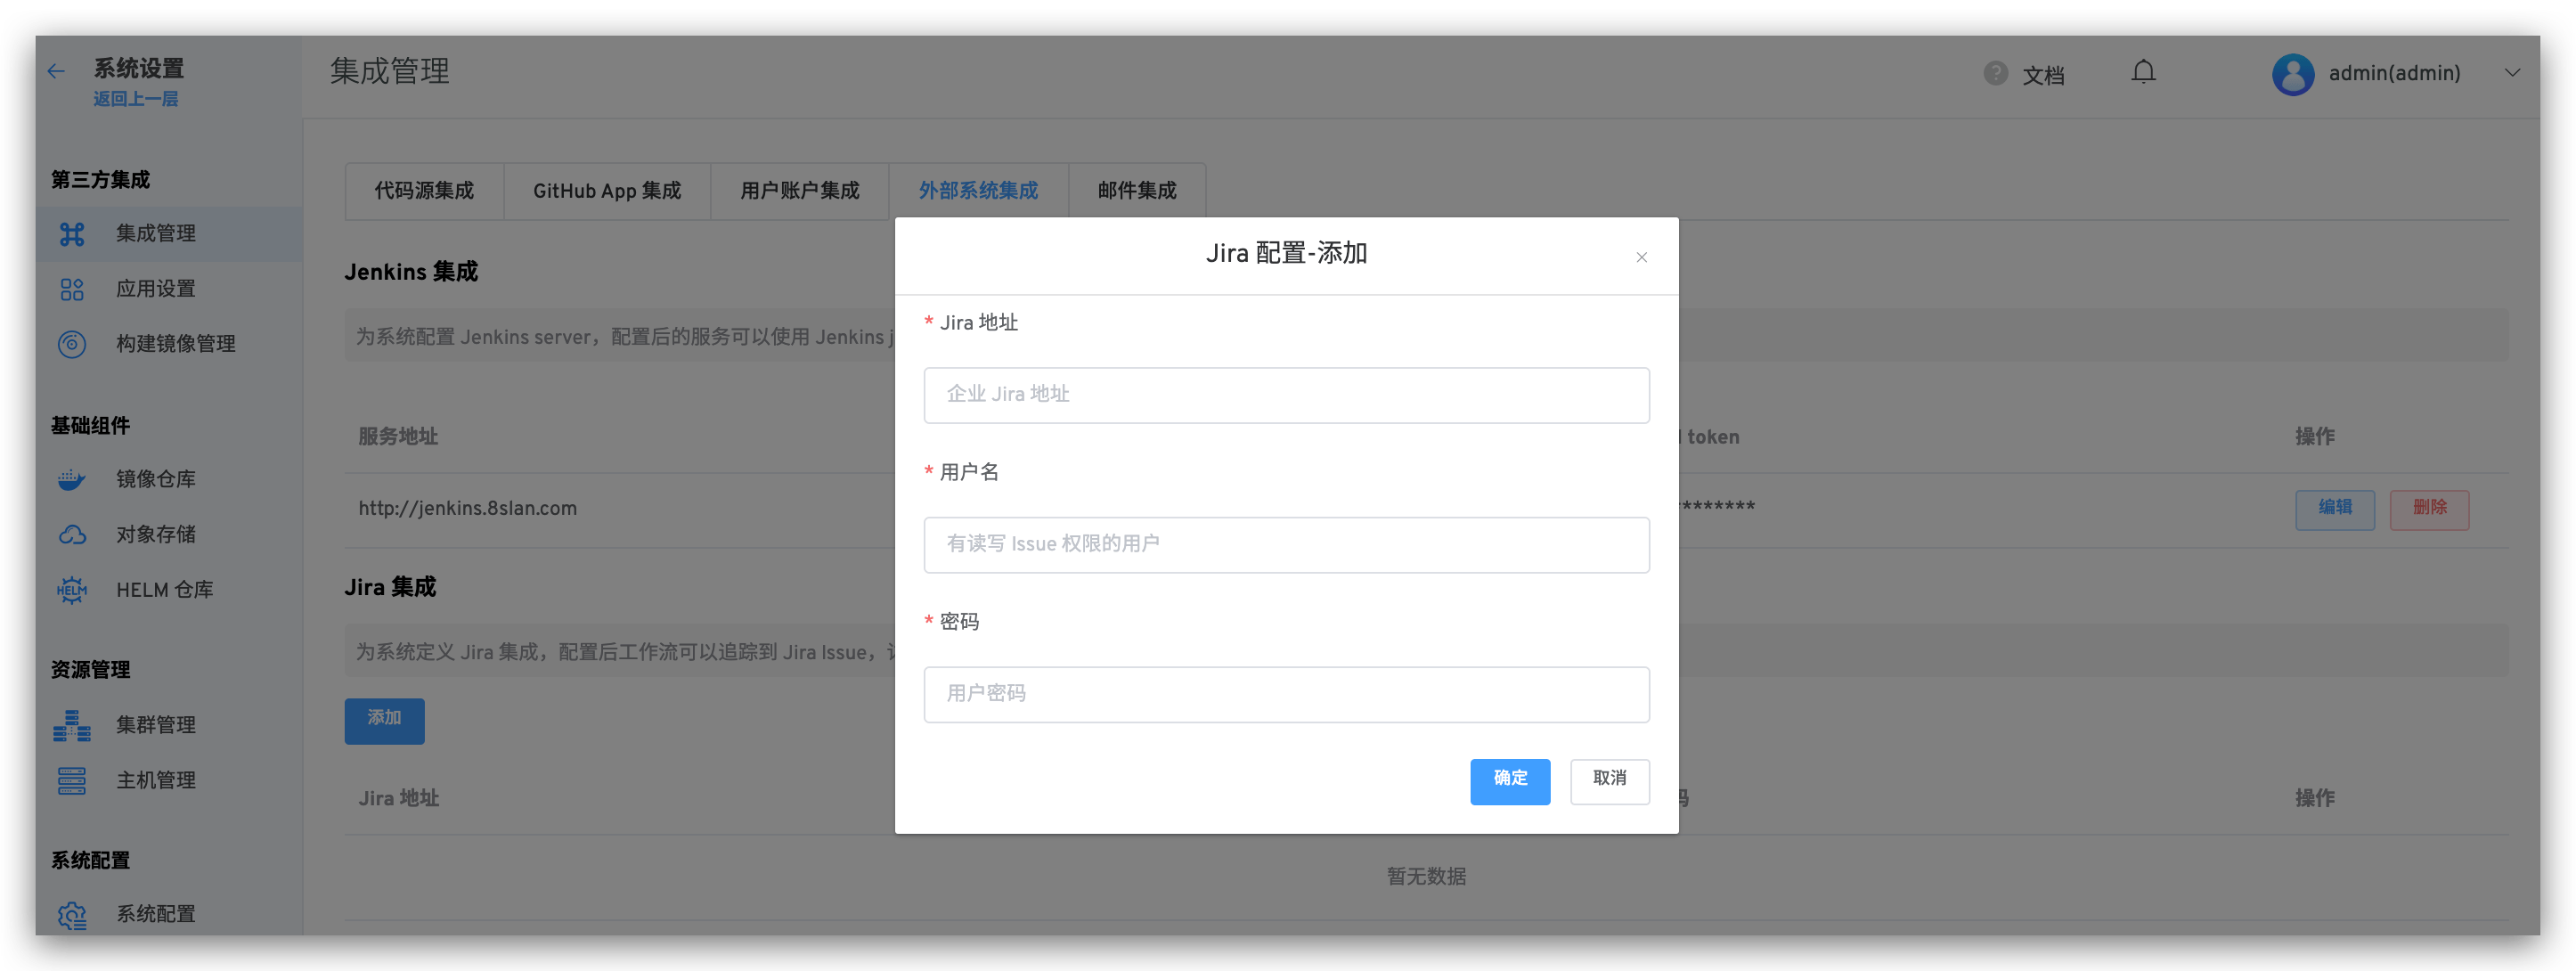 系统设置
返回上一层
集成管理
文档
admin(admin)
第三方集成
集成管理
应用设置
构建镜像管理
基础组件
镜像仓库
对象存储
HELM 仓库
资源管理
集群管理
主机管理
系统配置
系统配置
代码源集成
GitHub App 集成
用户账户集成
外部系统集成
邮件集成
Jenkins 集成
为系统配置 Jenkins server，配置后的服务可以使用 Jenkins j
服务地址
token
操作
http://jenkins.8slan.com
********
编辑
删除
Jira 集成
为系统定义 Jira 集成，配置后工作流可以追踪到 Jira Issue，
添加
Jira 地址
操作
暂无数据
Jira 配置-添加
* Jira 地址
企业 Jira 地址
* 用户名
有读写 Issue 权限的用户
* 密码
用户密码
确定
取消